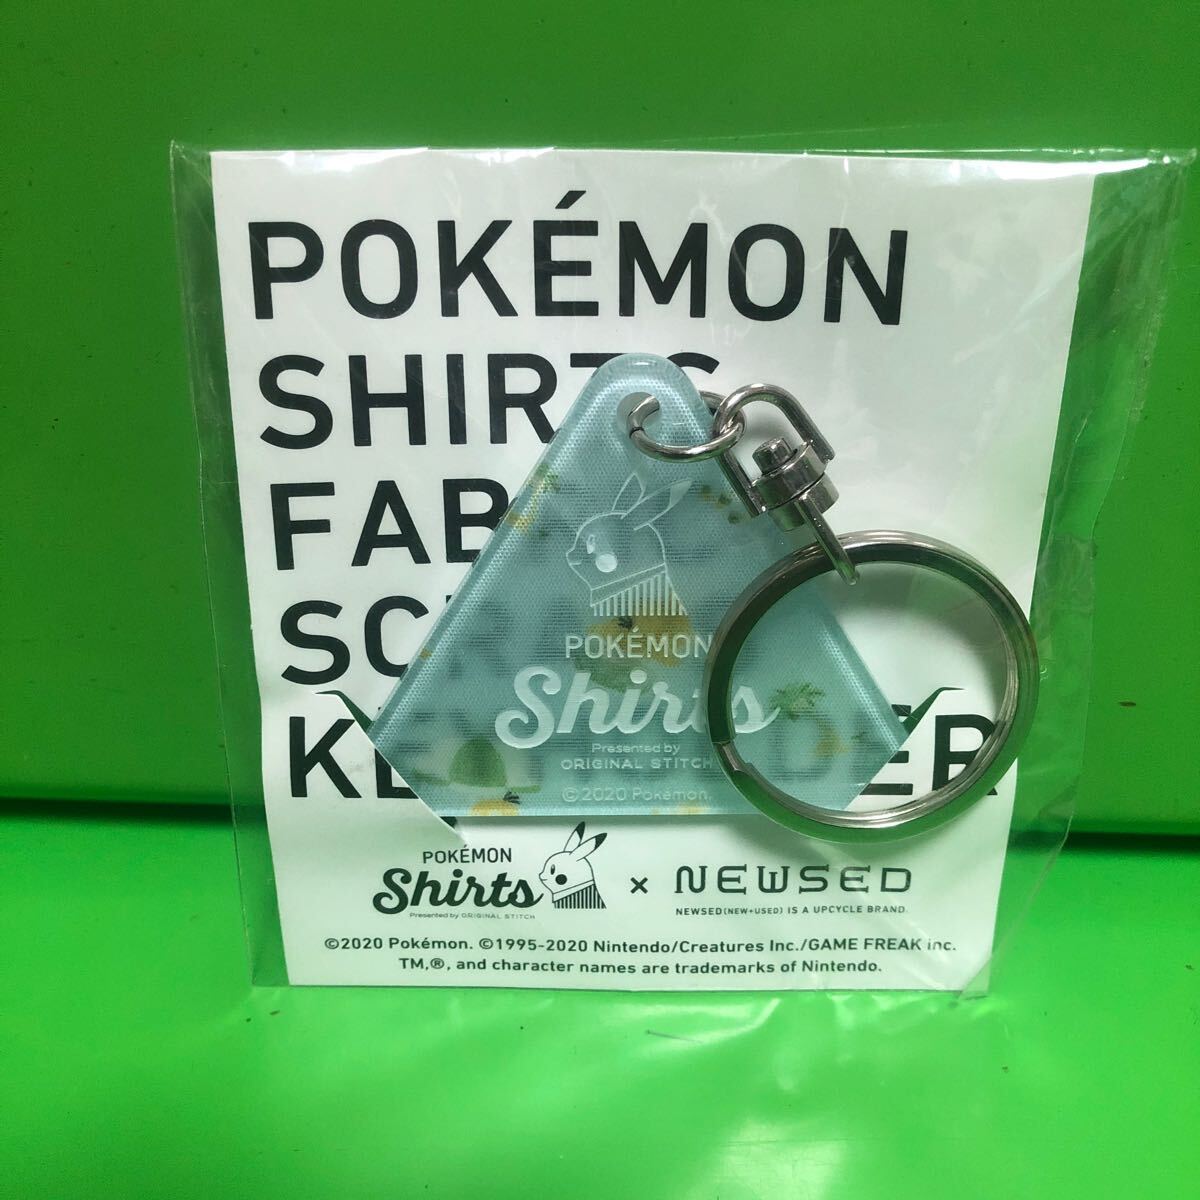 POKÉMON
SHIRTS
FAB
SC
KE ER
POKÉMON
Shirts
Presented by
ORIGINAL STITCH
©2020 Pokémon.
POKÉMON
Shirts
Presented by ORIGINAL STITCH
×
NEWSED
NEWSED(NEW+USED) IS A UPCYCLE BRAND.
©2020 Pokémon. ©1995-2020 Nintendo/Creatures Inc./GAME FREAK inc.
TM,®, and character names are trademarks of Nintendo.